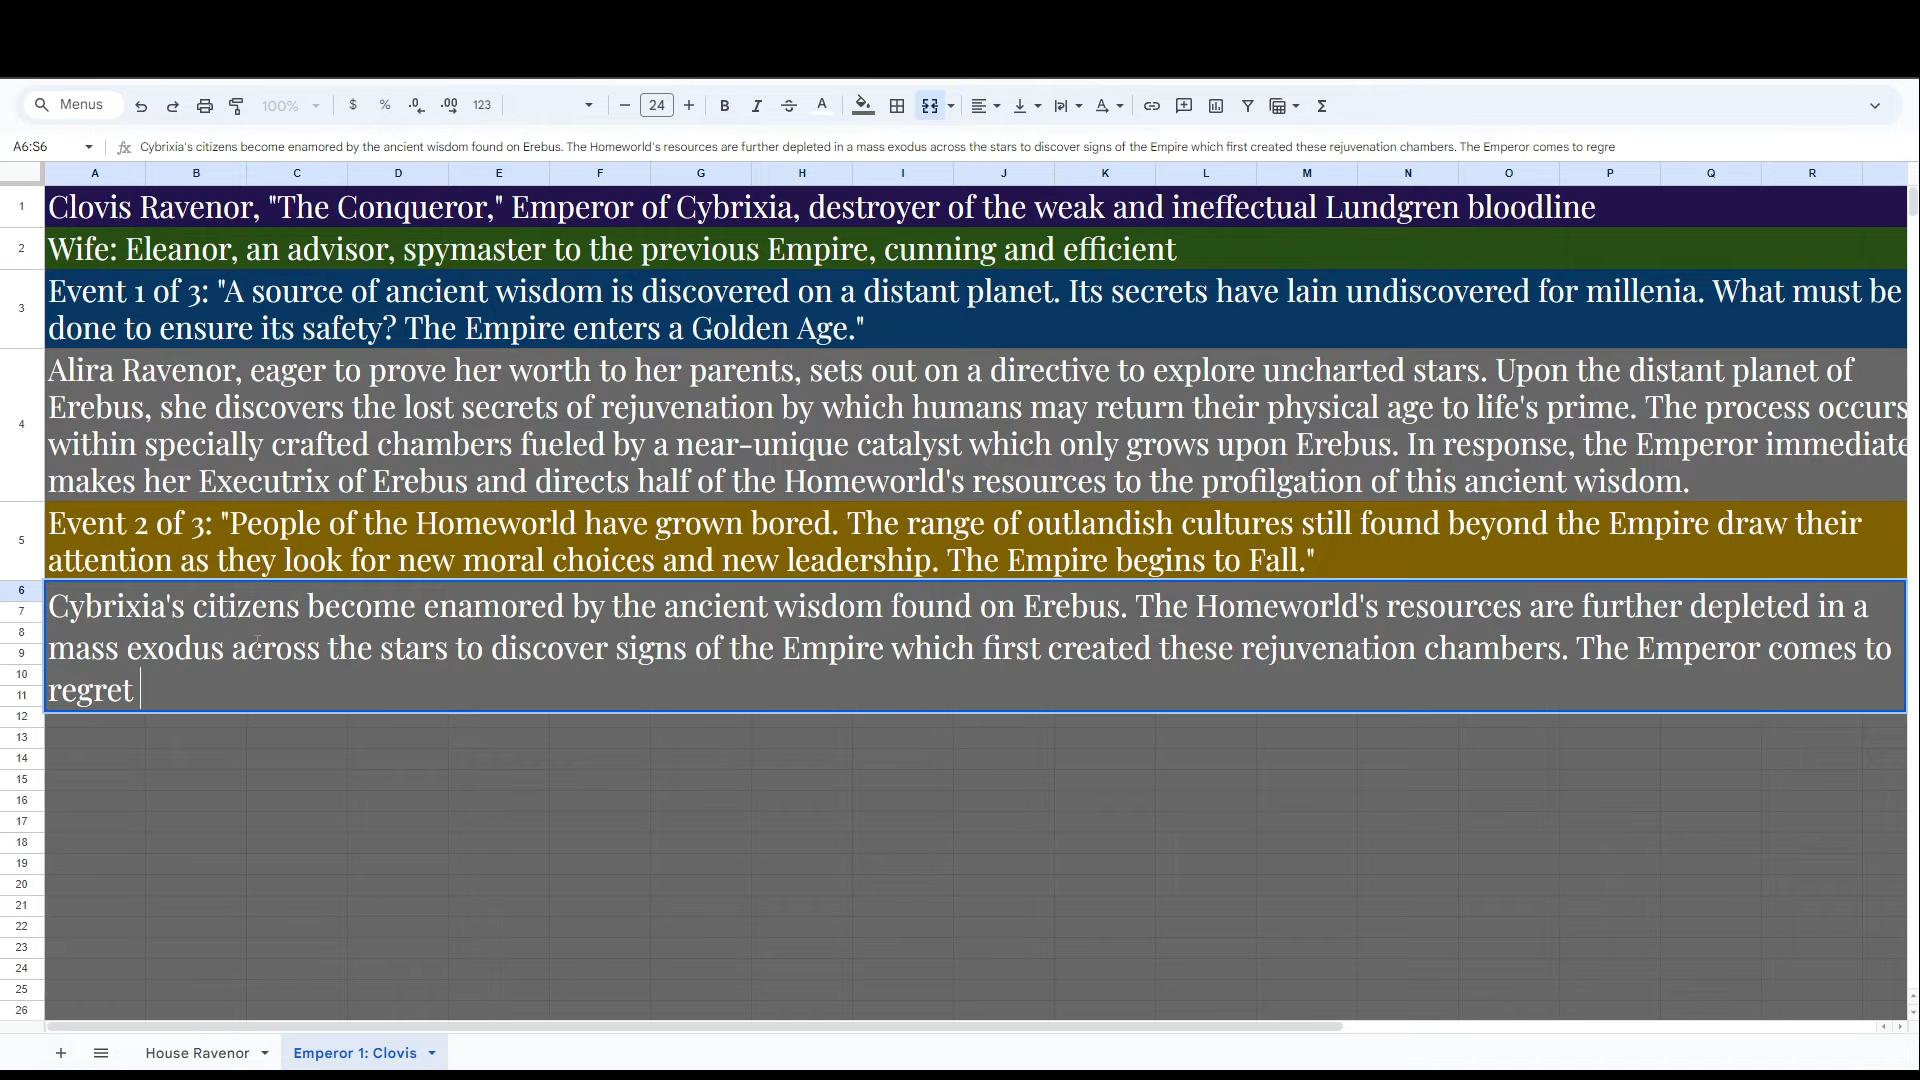 Menus 100% $ % .0 .00 123 24 B I A Σ
A6:S6 fx Cybrixia's citizens become enamored by the ancient wisdom found on Erebus. The Homeworld's resources are further depleted in a mass exodus across the stars to discover signs of the Empire which first created these rejuvenation chambers. The Emperor comes to regre
A B C D E F G H I J K L M N O P Q R
1 Clovis Ravenor, "The Conqueror," Emperor of Cybrixia, destroyer of the weak and ineffectual Lundgren bloodline
2 Wife: Eleanor, an advisor, spymaster to the previous Empire, cunning and efficient
Event 1 of 3: "A source of ancient wisdom is discovered on a distant planet. Its secrets have lain undiscovered for millenia. What must be
3
done to ensure its safety? The Empire enters a Golden Age."
Alira Ravenor, eager to prove her worth to her parents, sets out on a directive to explore uncharted stars. Upon the distant planet of
Erebus, she discovers the lost secrets of rejuvenation by which humans may return their physical age to life's prime. The process occurs
4
within specially crafted chambers fueled by a near-unique catalyst which only grows upon Erebus. In response, the Emperor immediate
makes her Executrix of Erebus and directs half of the Homeworld's resources to the profilgation of this ancient wisdom.
Event 2 of 3: "People of the Homeworld have grown bored. The range of outlandish cultures still found beyond the Empire draw their
5
attention as they look for new moral choices and new leadership. The Empire begins to Fall."
6
Cybrixia's citizens become enamored by the ancient wisdom found on Erebus. The Homeworld's resources are further depleted in a
7
8
mass exodus across the stars to discover signs of the Empire which first created these rejuvenation chambers. The Emperor comes to
9
10
regret
11
12
13
14
15
16
17
18
19
20
21
22
23
24
25
26
+ House Ravenor Emperor 1: Clovis